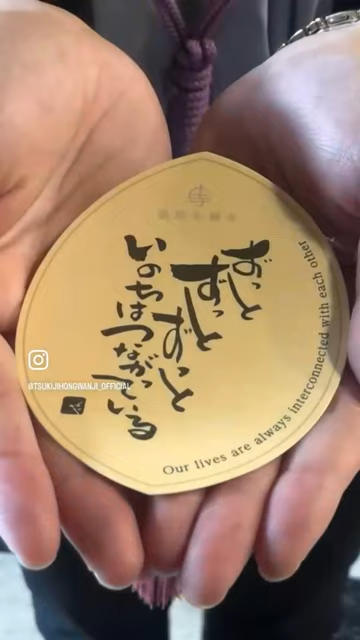 ずっと
ずっと
ずっと
いのちは
つながっている
Our lives are always interconnected with each other
@TSUKIJIHONGWANJI_OFFICIAL